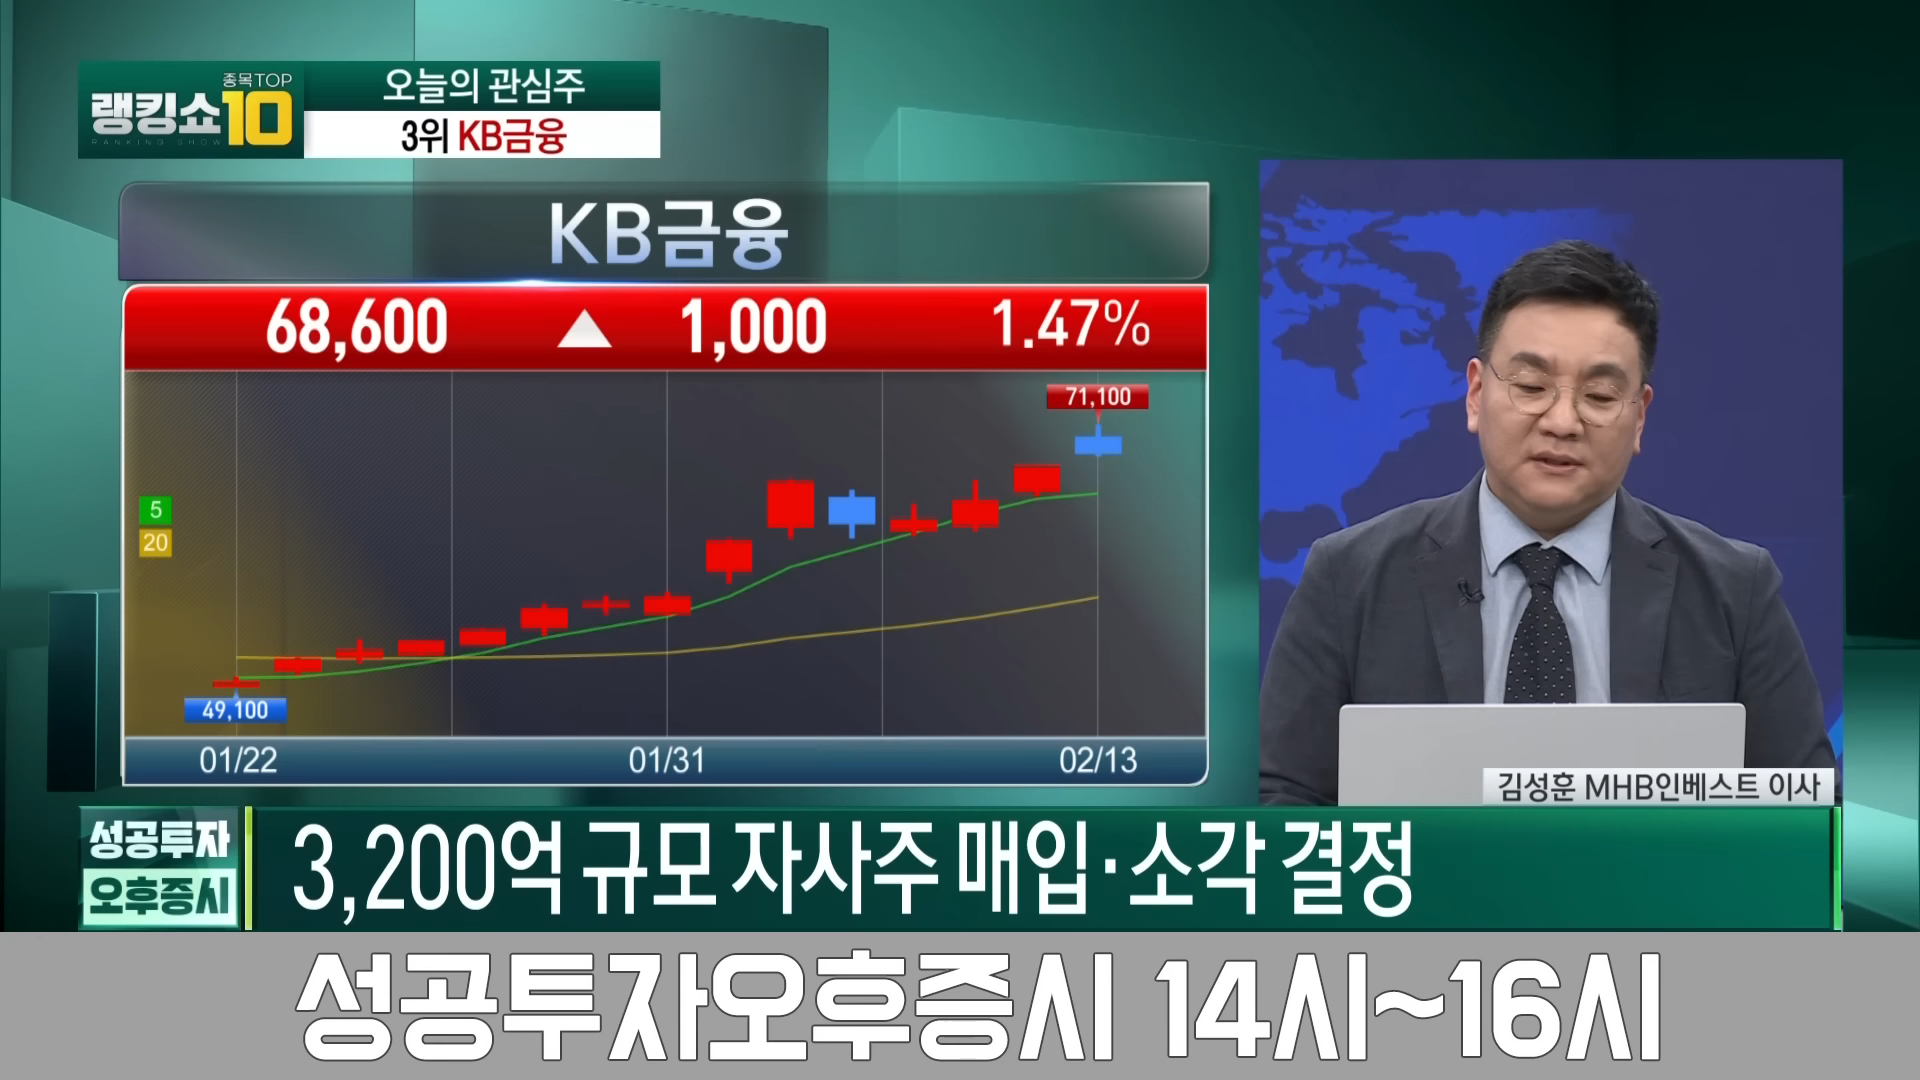 종목TOP
랭킹쇼10
RANKING SHOW
오늘의 관심주
3위 KB금융
KB금융
68,600 ▲ 1,000 1.47%
71,100
5
20
49,100
01/22 01/31 02/13
김성훈 MHB인베스트 이사
성공투자
오후증시
3,200억 규모 자사주 매입·소각 결정
성공투자오후증시 14시~16시